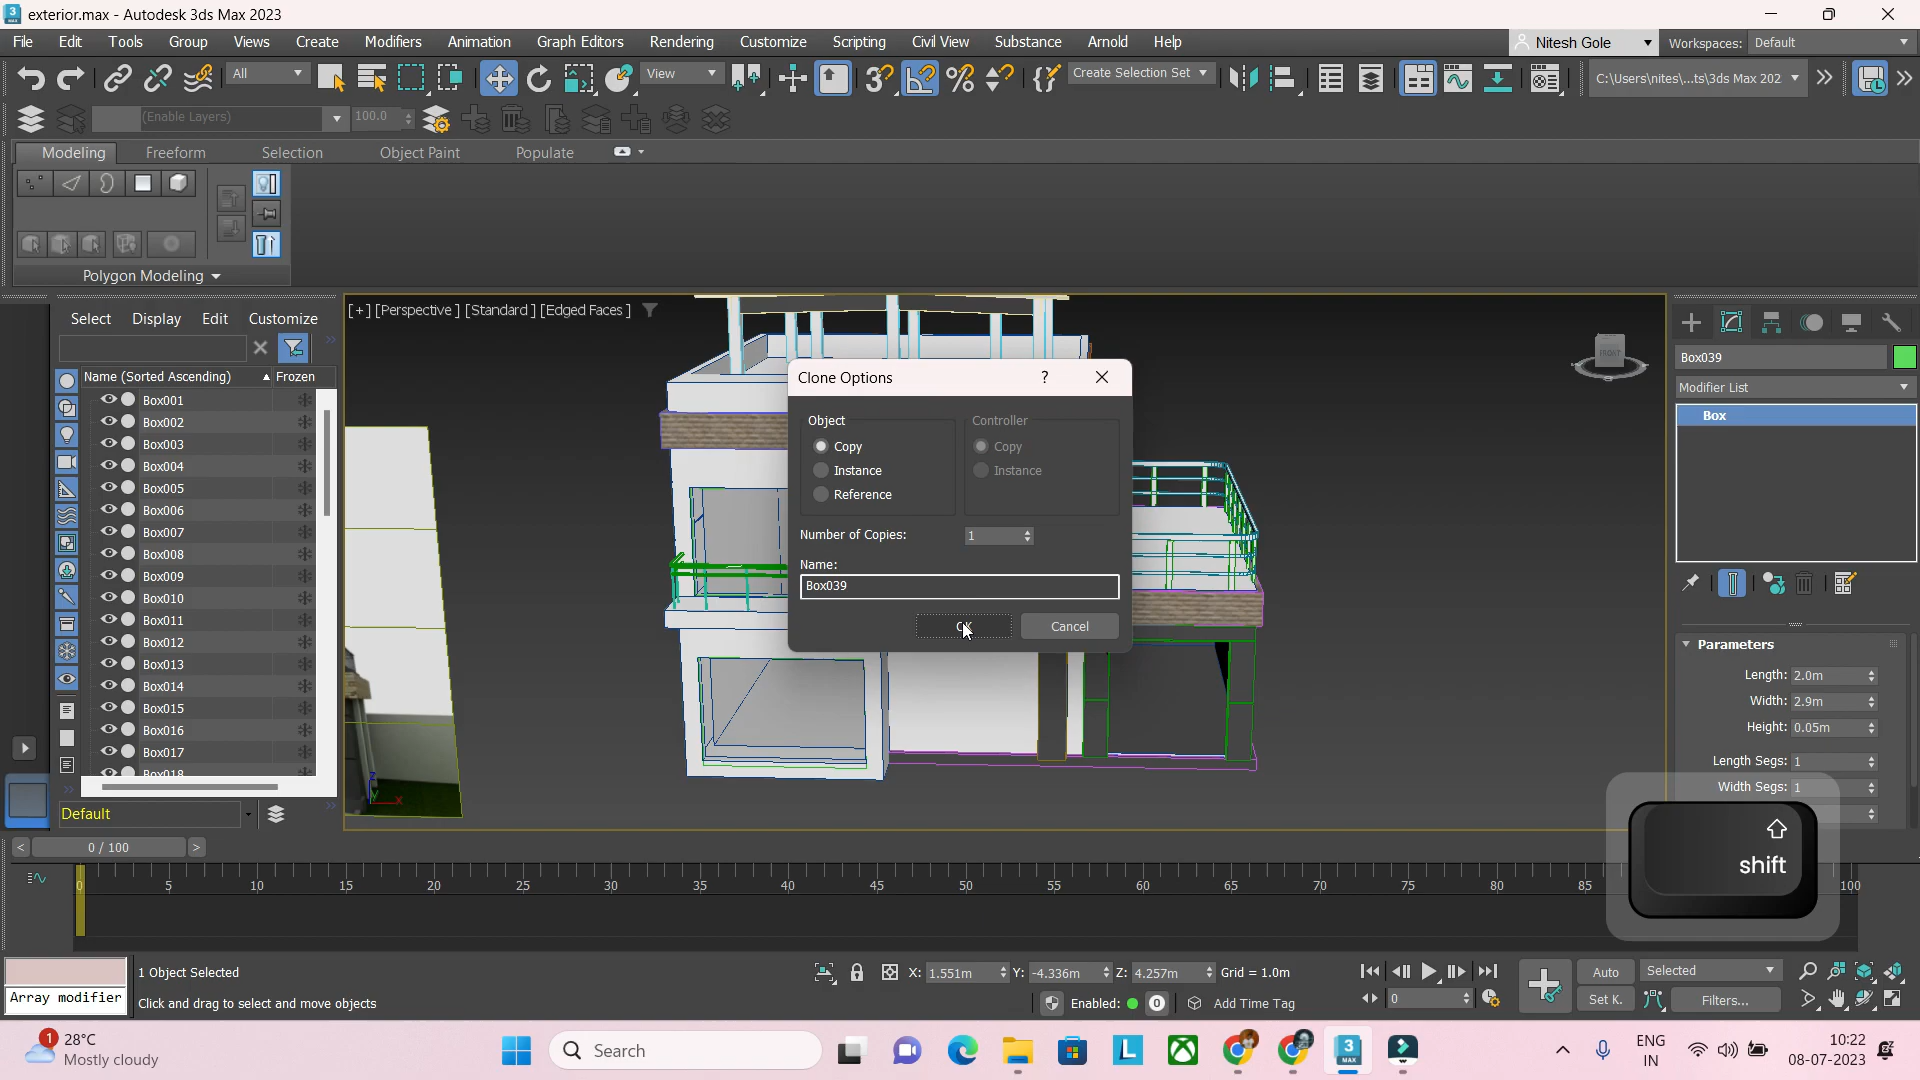 exterior.max - Autodesk 3ds Max 2023
File Edit Tools Group Views Create Modifiers Animation Graph Editors Rendering Customize Scripting Civil View Substance Arnold Help
Nitesh Gole Workspaces: Default
All View Create Selection Set C:\Users\nites\...ts\3ds Max 202
(Enable Layers) 100.0
Modeling Freeform Selection Object Paint Populate
Polygon Modeling
Select Display Edit Customize
[+] [Perspective ] [Standard ] [Edged Faces ]
FRONT
Name (Sorted Ascending) Frozen
Box001
Box002
Box003
Box004
Box005
Box006
Box007
Box008
Box009
Box010
Box011
Box012
Box013
Box014
Box015
Box016
Box017
Box018
Default
Clone Options ?
Object Controller
Copy Copy
Instance Instance
Reference
Number of Copies: 1
Name:
Box039
OK Cancel
Box039
Modifier List
Box
Parameters
Length: 2.0m
Width: 2.9m
Height: 0.05m
Length Segs: 1
Width Segs: 1
z
y
x
shift
< 0 / 100 >
0 5 10 15 20 25 30 35 40 45 50 55 60 65 70 75 80 85 100
Array modifier
1 Object Selected
Click and drag to select and move objects
X: 1.551m Y: -4.336m Z: 4.257m Grid = 1.0m
Enabled: 0 Add Time Tag
0
Auto Selected
Set K. Filters...
1
28°C
Mostly cloudy
Search
L
3
MAX
ENG
IN
10:22
08-07-2023